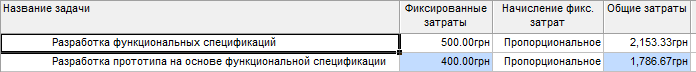 Название задачи Фиксированные затраты Начисление фикс. затрат Общие затраты
Разработка функциональных спецификаций 500.00грн Пропорциональное 2,153.33грн
Разработка прототипа на основе функциональной спецификации 400.00грн Пропорциональное 1,786.67грн